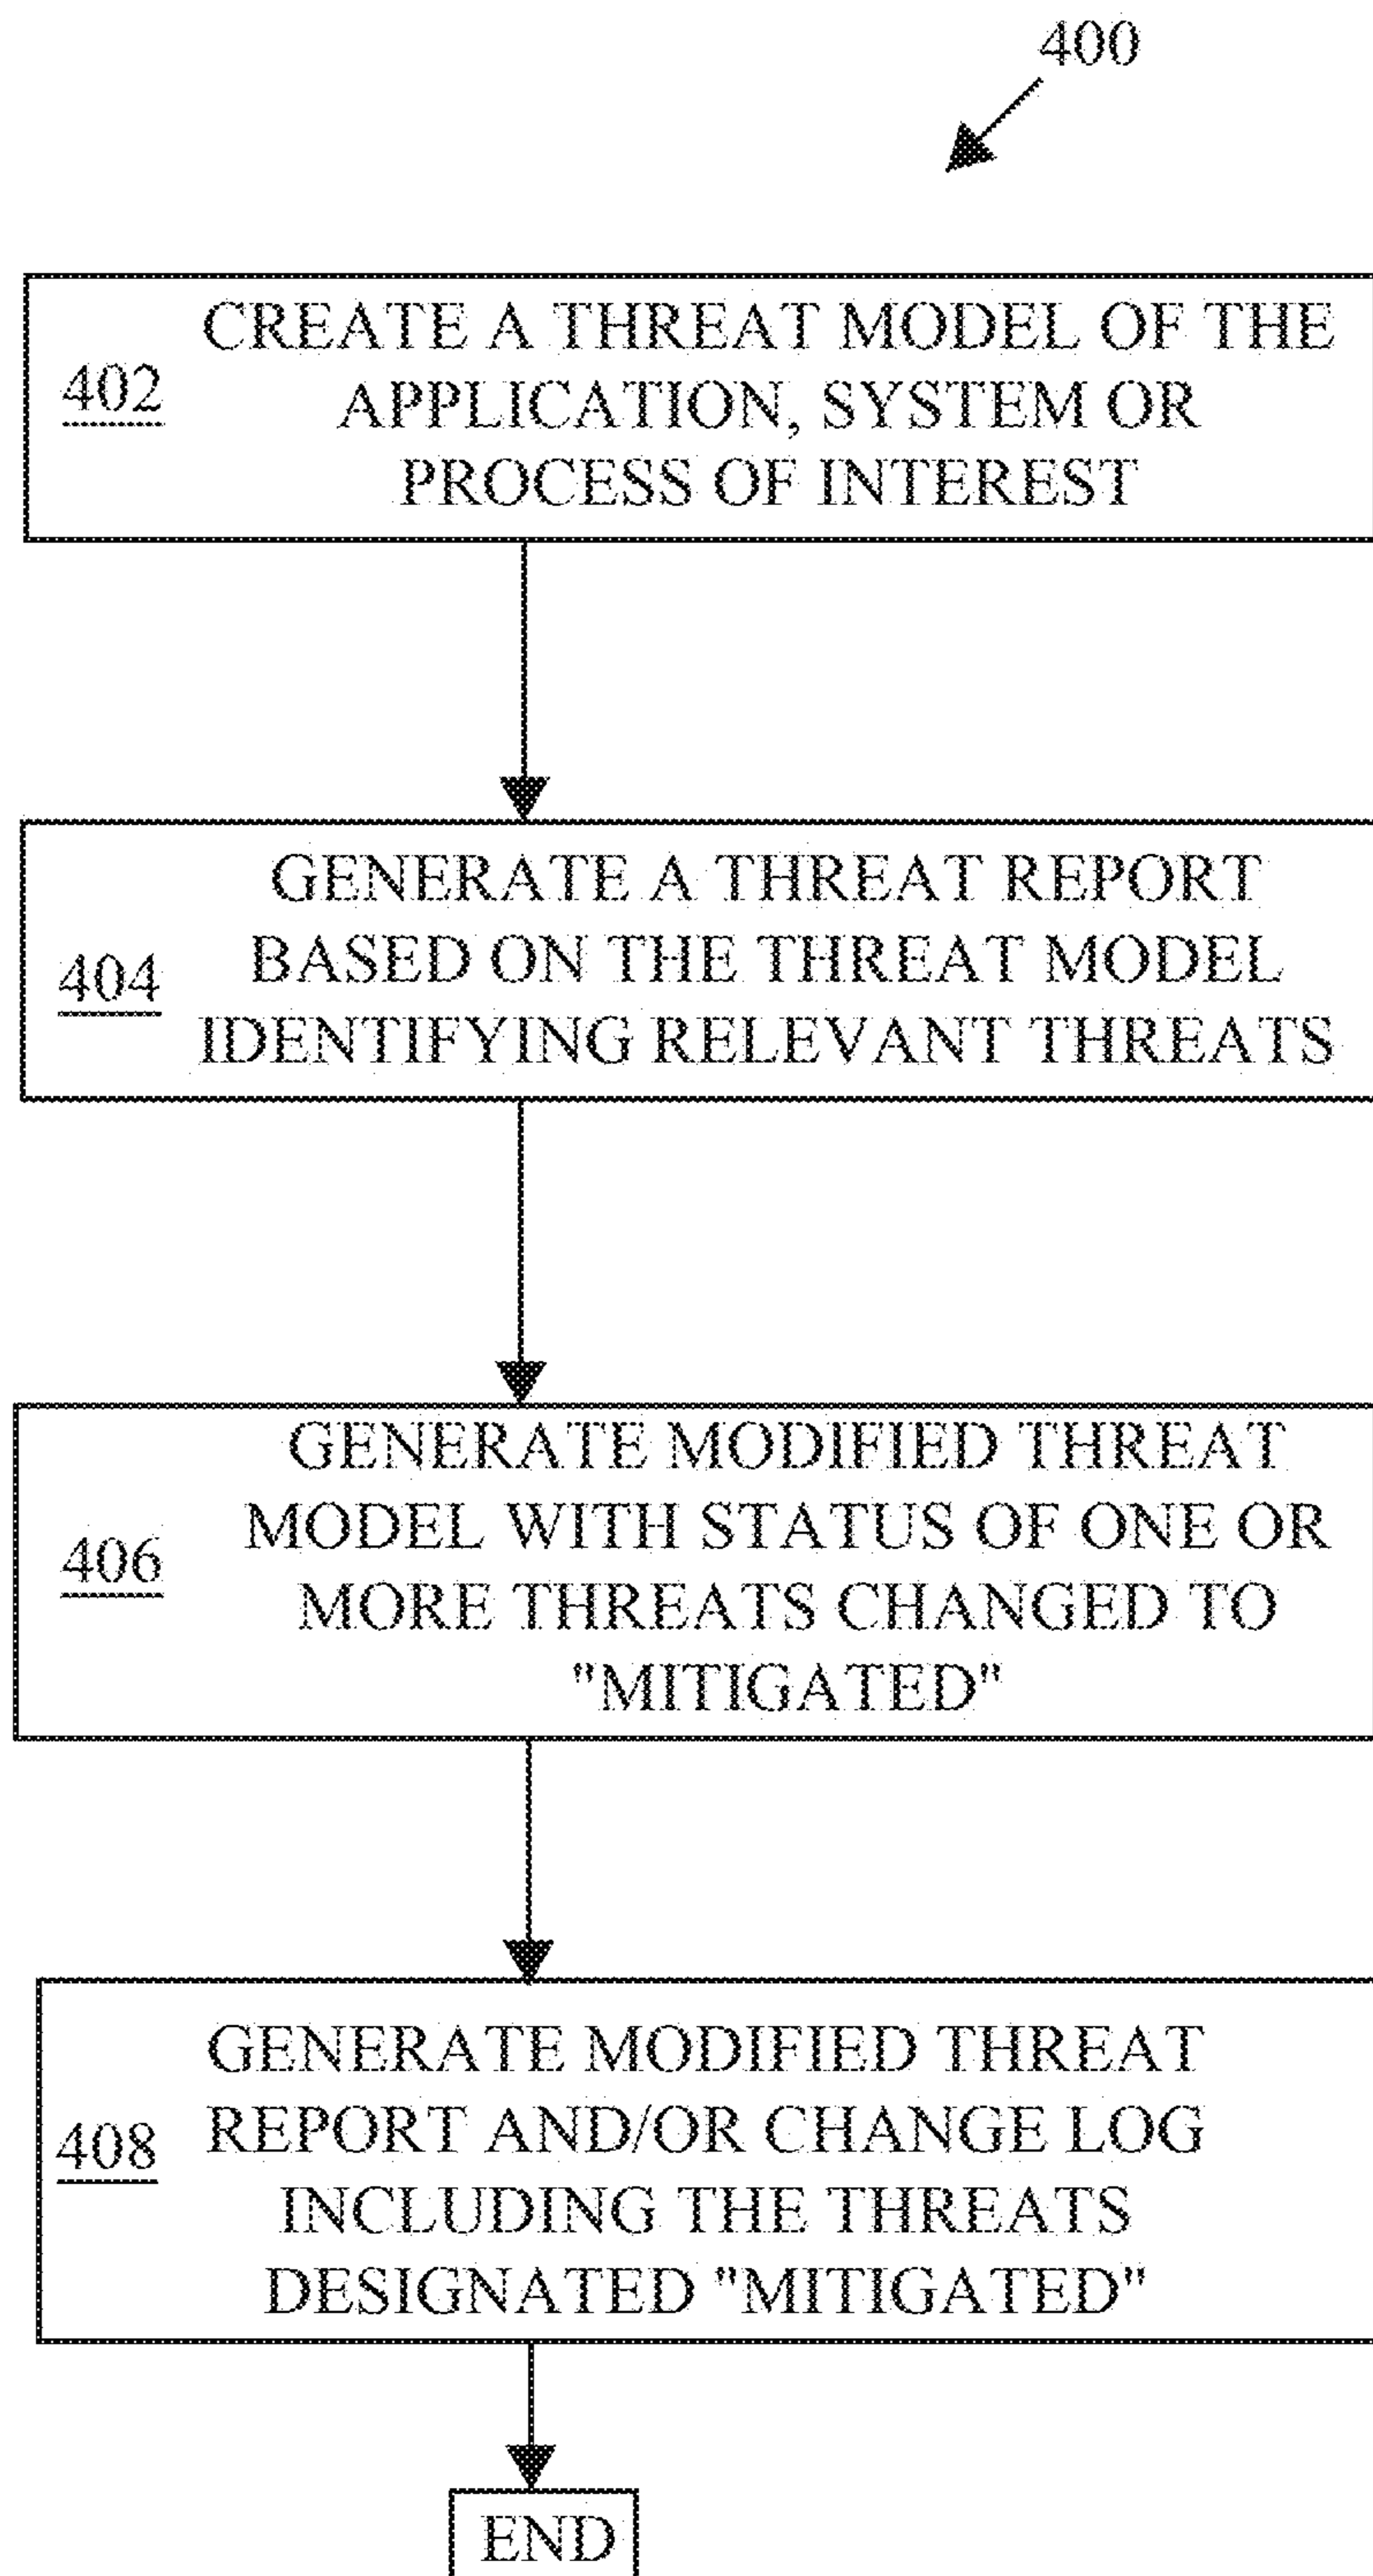 400
402
CREATE A THREAT MODEL OF THE
APPLICATION, SYSTEM OR
PROCESS OF INTEREST
404
GENERATE A THREAT REPORT
BASED ON THE THREAT MODEL
IDENTIFYING RELEVANT THREATS
406
GENERATE MODIFIED THREAT
MODEL WITH STATUS OF ONE OR
MORE THREATS CHANGED TO
"MITIGATED"
408
GENERATE MODIFIED THREAT
REPORT AND/OR CHANGE LOG
INCLUDING THE THREATS
DESIGNATED "MITIGATED"
END